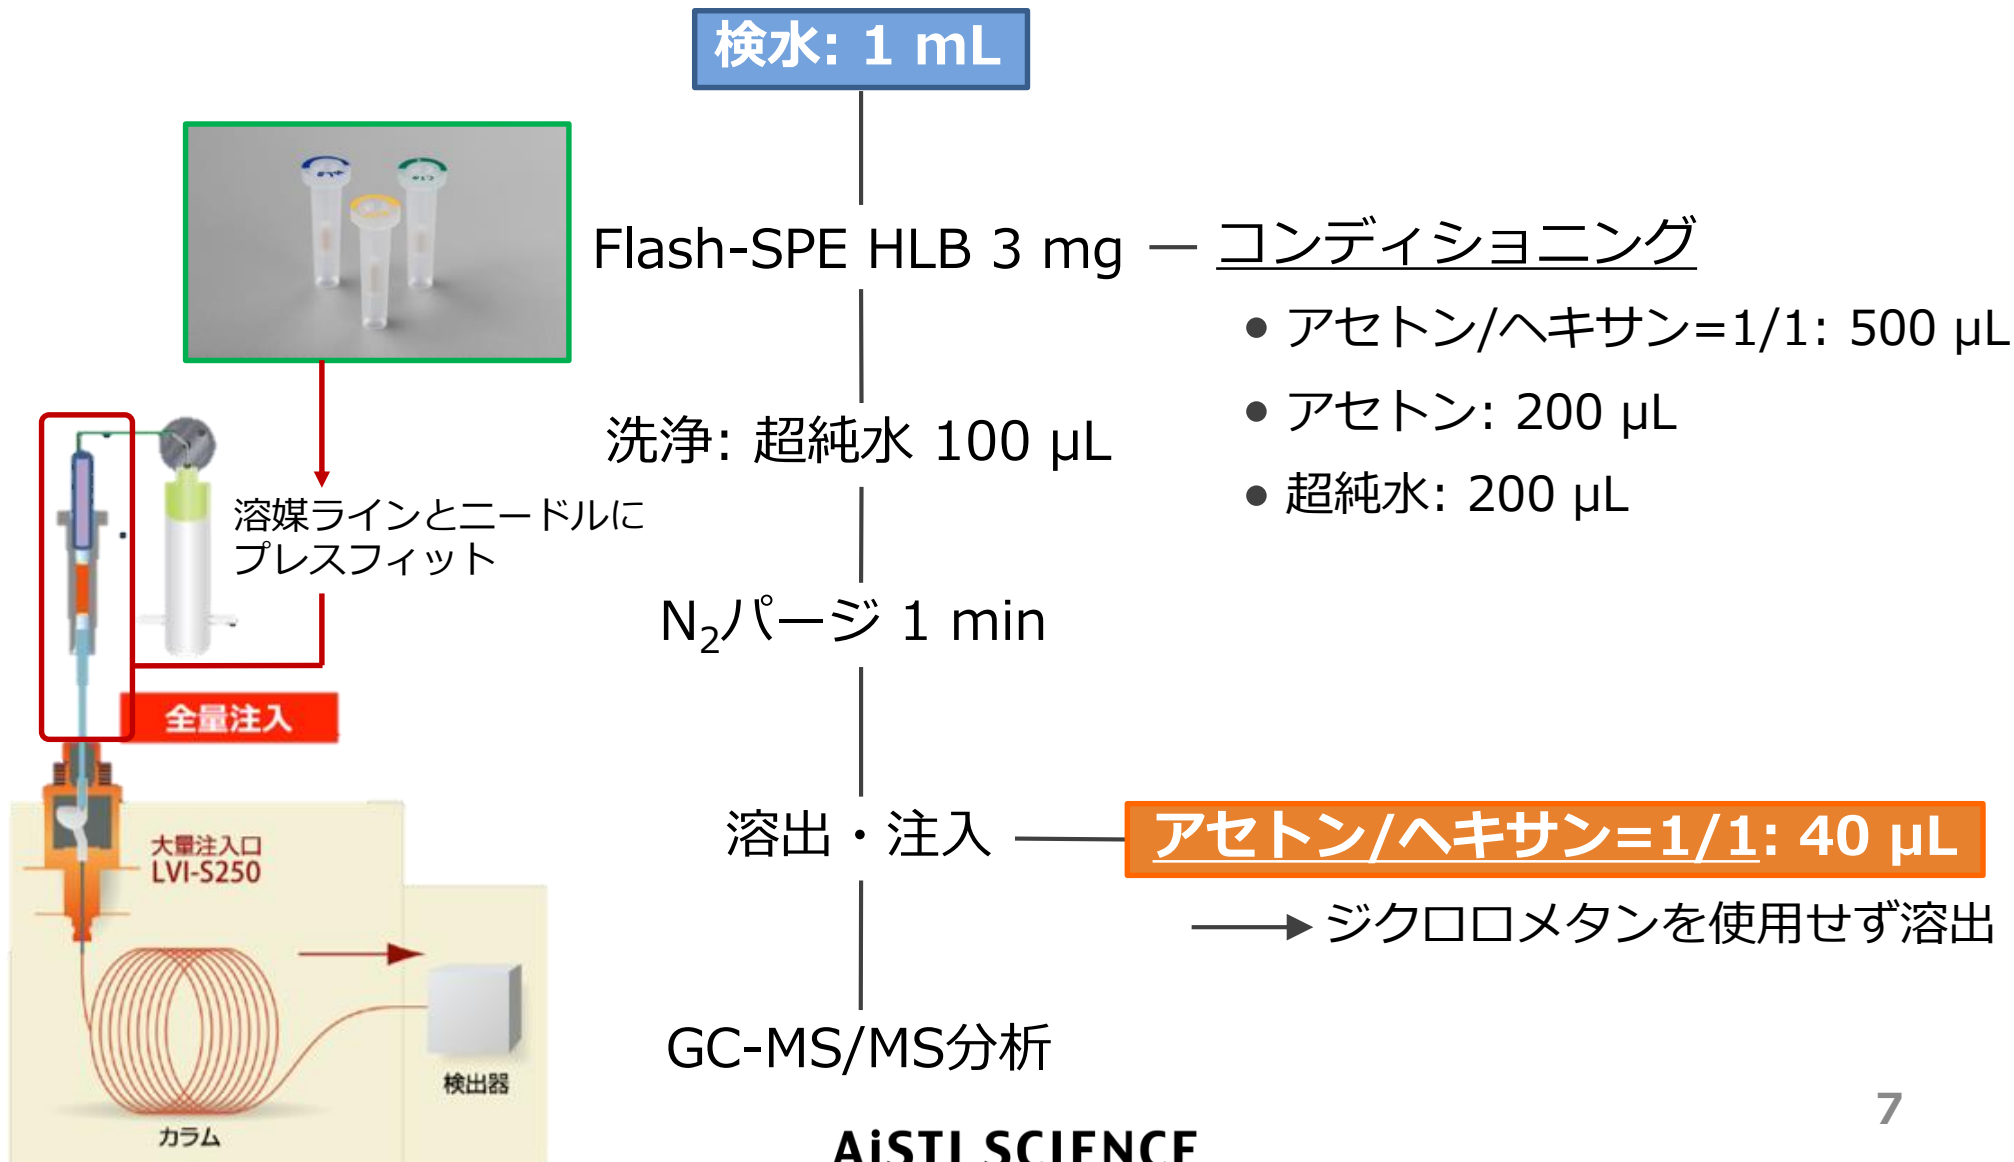 検水: 1 mL
Flash-SPE HLB 3 mg
コンディショニング
● アセトン/ヘキサン=1/1: 500 µL
● アセトン: 200 µL
● 超純水: 200 µL
洗浄: 超純水 100 µL
溶媒ラインとニードルに
プレスフィット
N₂パージ 1 min
全量注入
溶出・注入
アセトン/ヘキサン=1/1: 40 µL
ジクロロメタンを使用せず溶出
大量注入口
LVI-S250
GC-MS/MS分析
検出器
カラム
AiSTI SCIENCE
7